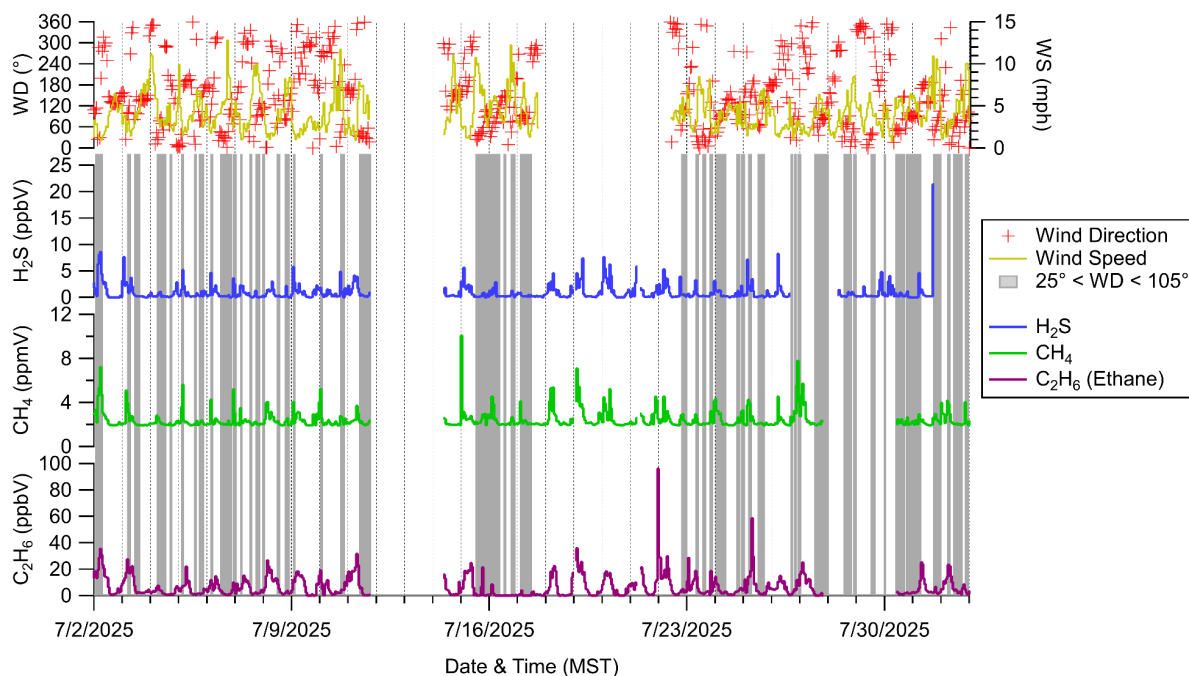 360
300
240
180
120
60
0
WD (°)
15
10
5
0
WS (mph)
25
20
15
10
5
0
H₂S (ppbV)
12
8
4
0
CH₄ (ppmV)
100
80
60
40
20
0
C₂H₆ (ppbV)
7/2/2025 7/9/2025 7/16/2025 7/23/2025 7/30/2025
Date & Time (MST)
Wind Direction
Wind Speed
25° < WD < 105°
H₂S
CH₄
C₂H₆ (Ethane)